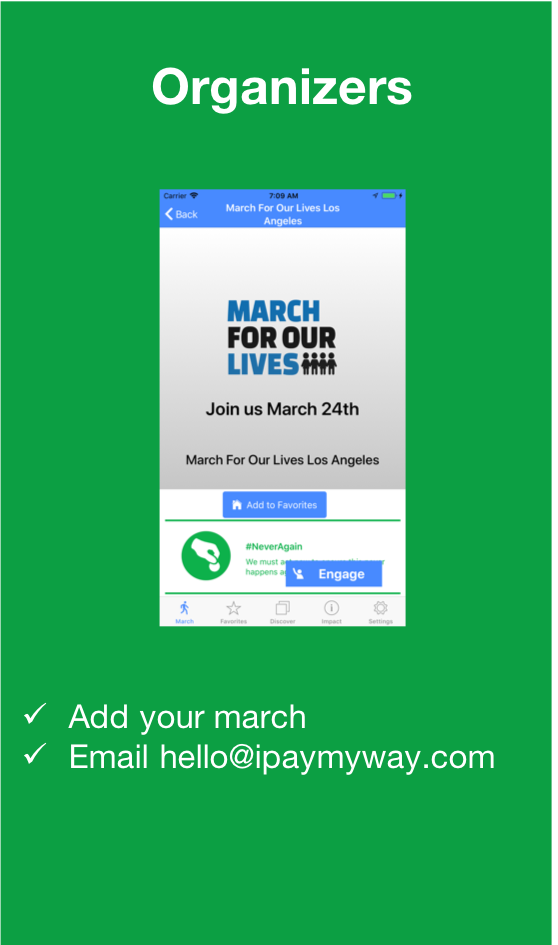 Organizers
Carrier 7:09 AM
Back
March For Our Lives Los
Angeles
MARCH
FOR OUR
LIVES
Join us March 24th
March For Our Lives Los Angeles
Add to Favorites
#NeverAgain
We must
happens
Engage
March Favorites Discover Impact Settings
✓ Add your march
✓ Email hello@ipaymyway.com